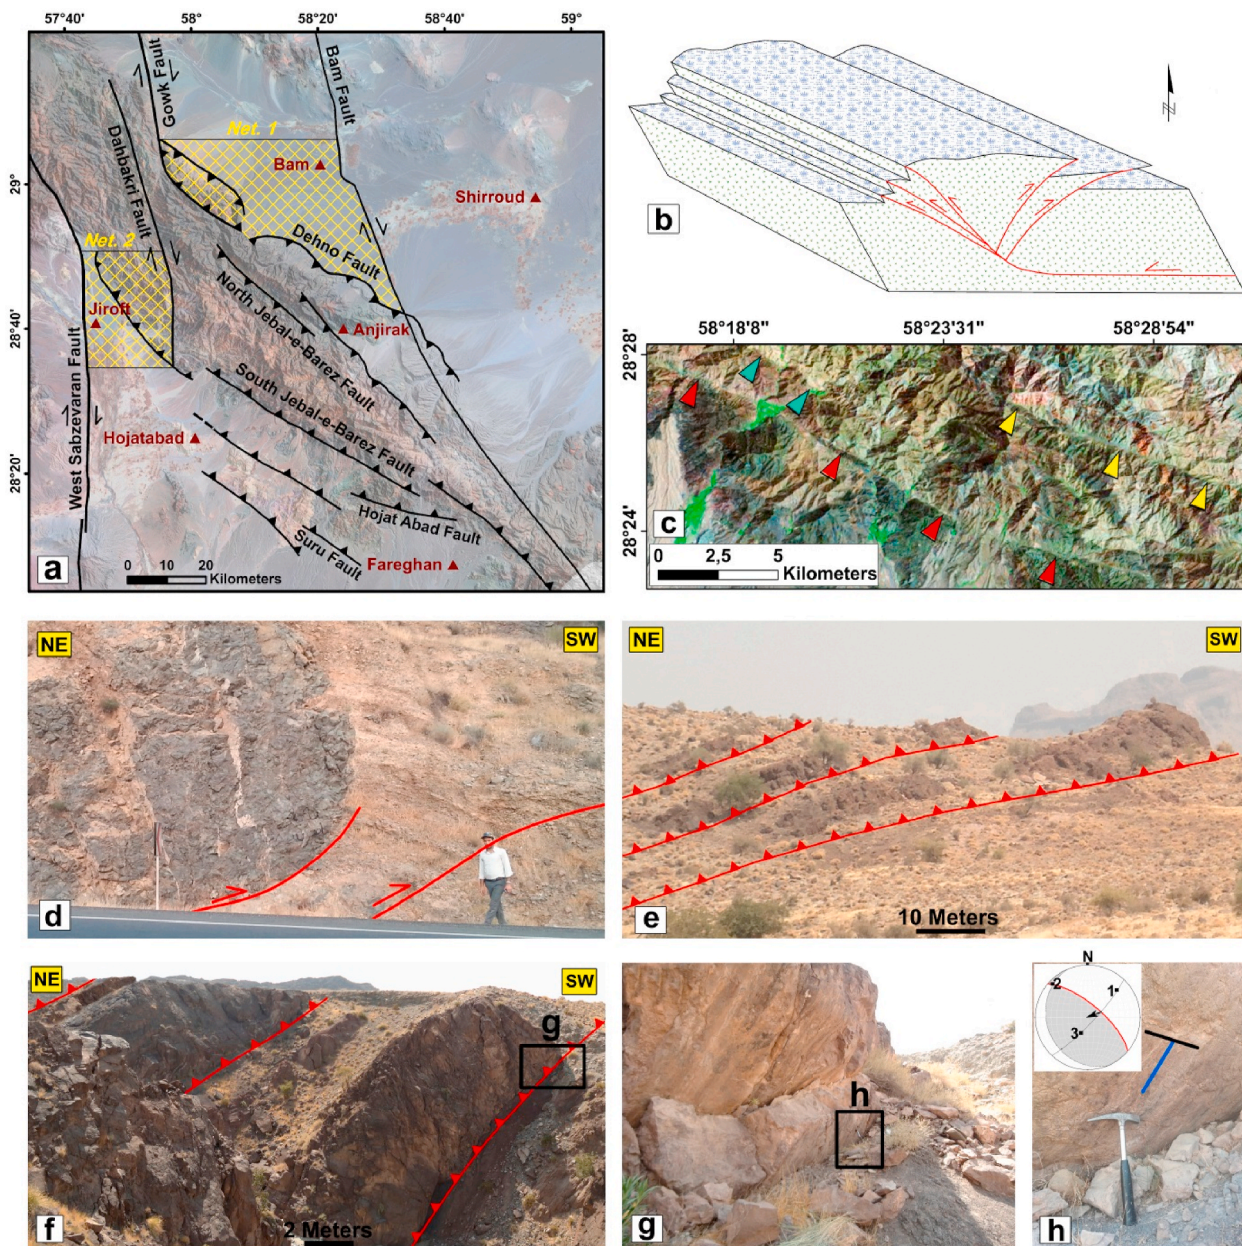 57°40'
58°
58°20'
58°40'
59°
29°
28°40'
28°20'
Gowk Fault
Bam Fault
Dahbakri Fault
Net. 1
Bam
Shirroud
Net. 2
Dehno Fault
Jiroft
North Jebal-e-Barez Fault
Anjirak
West Sabzevaran Fault
South Jebal-e-Barez Fault
Hojatabad
Hojat Abad Fault
Suru Fault
Fareghan
a
0 10 20
Kilometers
N
b
58°18'8"
58°23'31"
58°28'54"
28°28'
28°24'
c
0 2,5 5
Kilometers
NE
SW
d
NE
SW
10 Meters
e
NE
SW
g
2 Meters
f
h
g
N
2
1
3
h